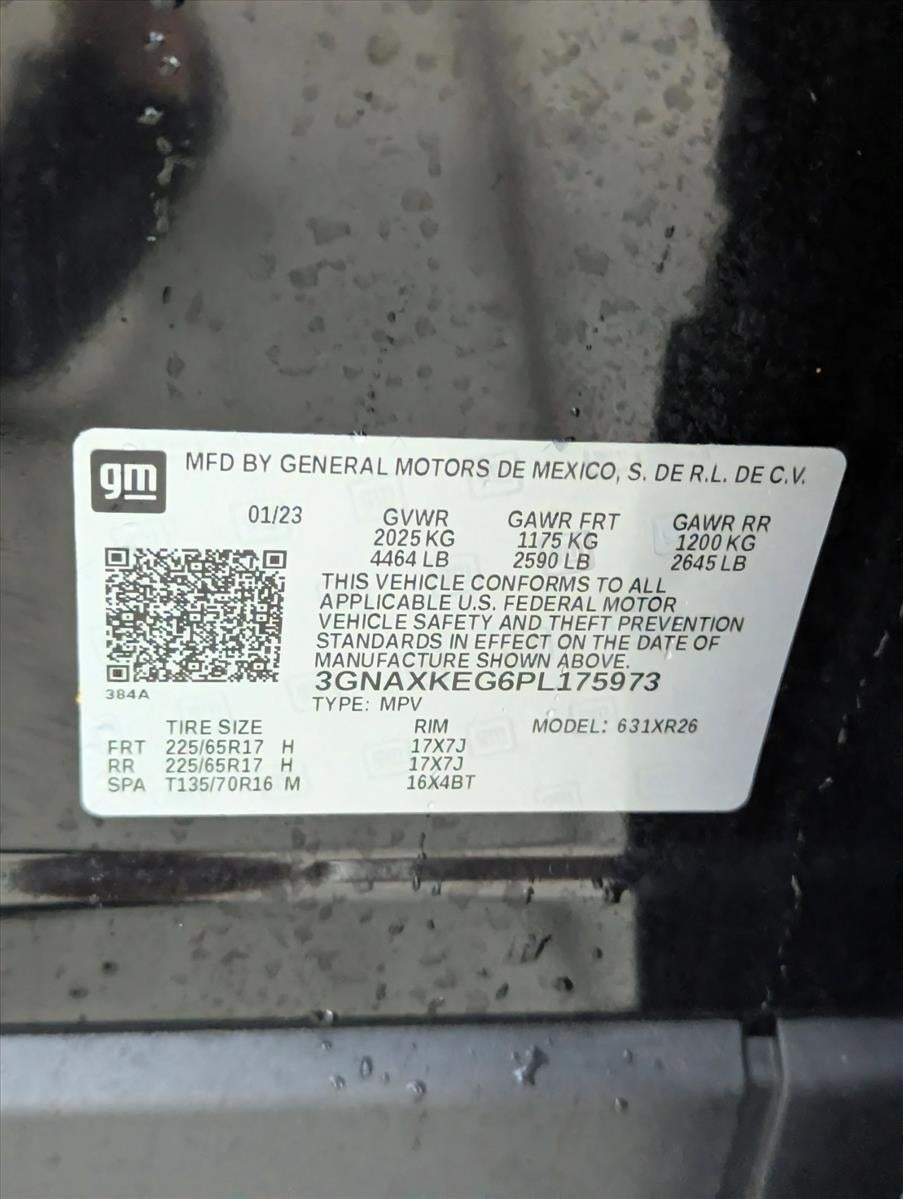 gm
MFD BY GENERAL MOTORS DE MEXICO, S. DE R.L. DE C.V.
01/23 GVWR GAWR FRT GAWR RR
2025 KG 1175 KG 1200 KG
4464 LB 2590 LB 2645 LB
THIS VEHICLE CONFORMS TO ALL
APPLICABLE U.S. FEDERAL MOTOR
VEHICLE SAFETY AND THEFT PREVENTION
STANDARDS IN EFFECT ON THE DATE OF
MANUFACTURE SHOWN ABOVE.
3GNAXKEG6PL175973
384A
TYPE: MPV
TIRE SIZE RIM MODEL: 631XR26
FRT 225/65R17 H 17X7J
RR 225/65R17 H 17X7J
SPA T135/70R16 M 16X4BT